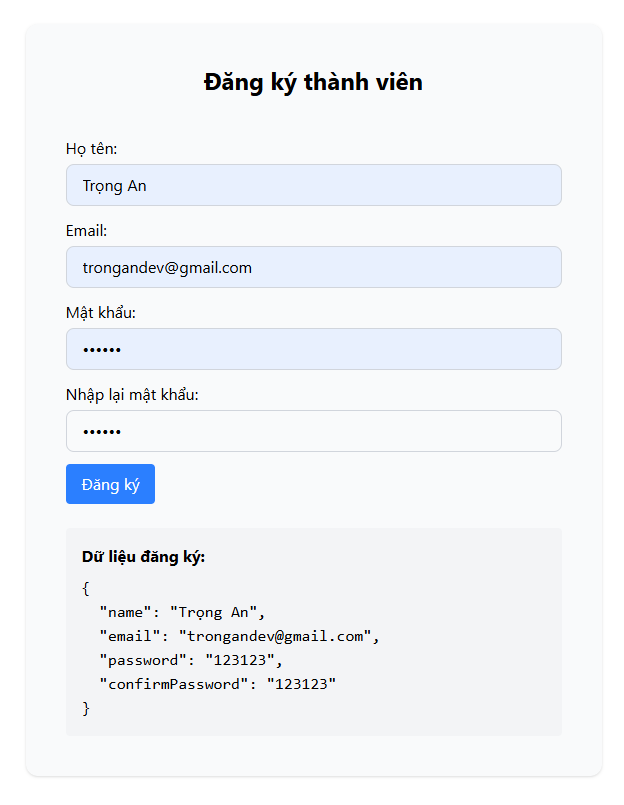 Đăng ký thành viên
Họ tên:
Trọng An
Email:
trongandev@gmail.com
Mật khẩu:
••••••
Nhập lại mật khẩu:
••••••
Đăng ký
Dữ liệu đăng ký:
{
  "name": "Trọng An",
  "email": "trongandev@gmail.com",
  "password": "123123",
  "confirmPassword": "123123"
}